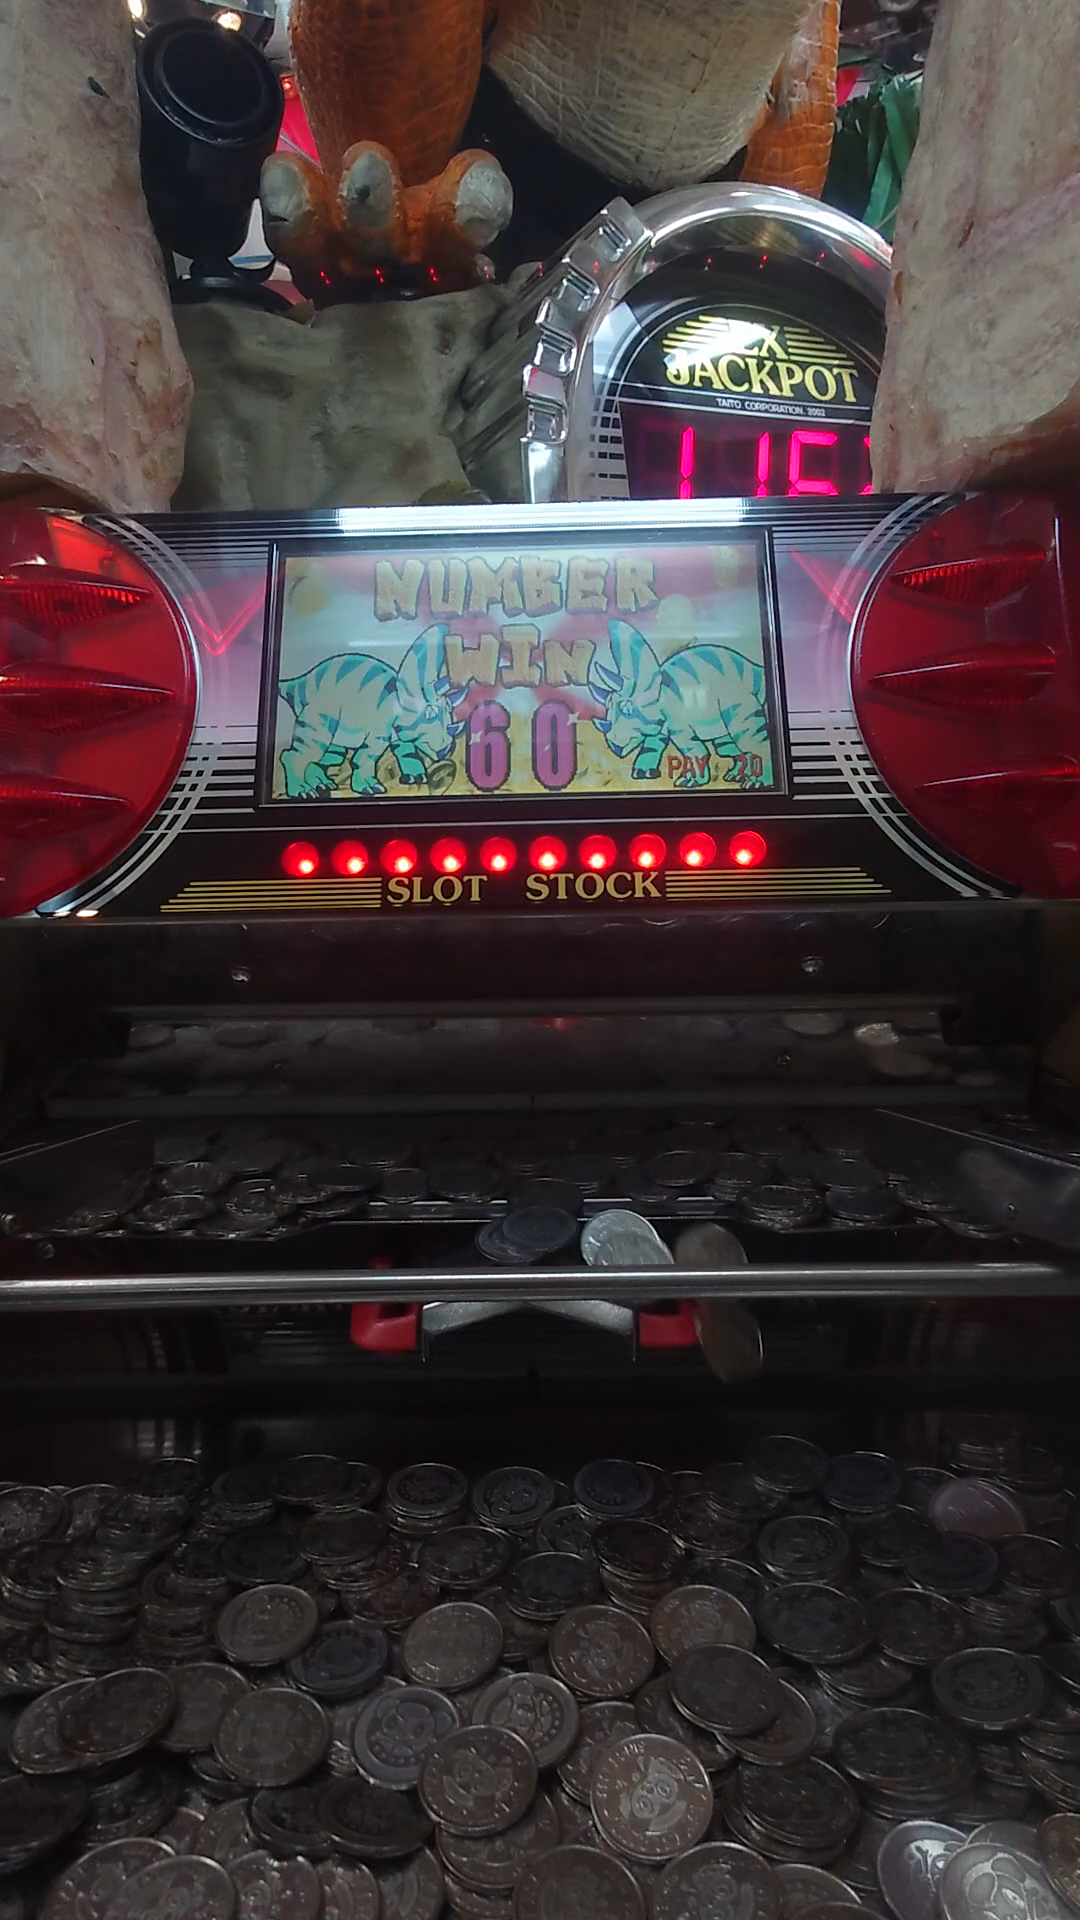 EX
JACKPOT
TAITO CORPORATION. 2002
NUMBER
WIN
60
PAY 20
SLOT STOCK